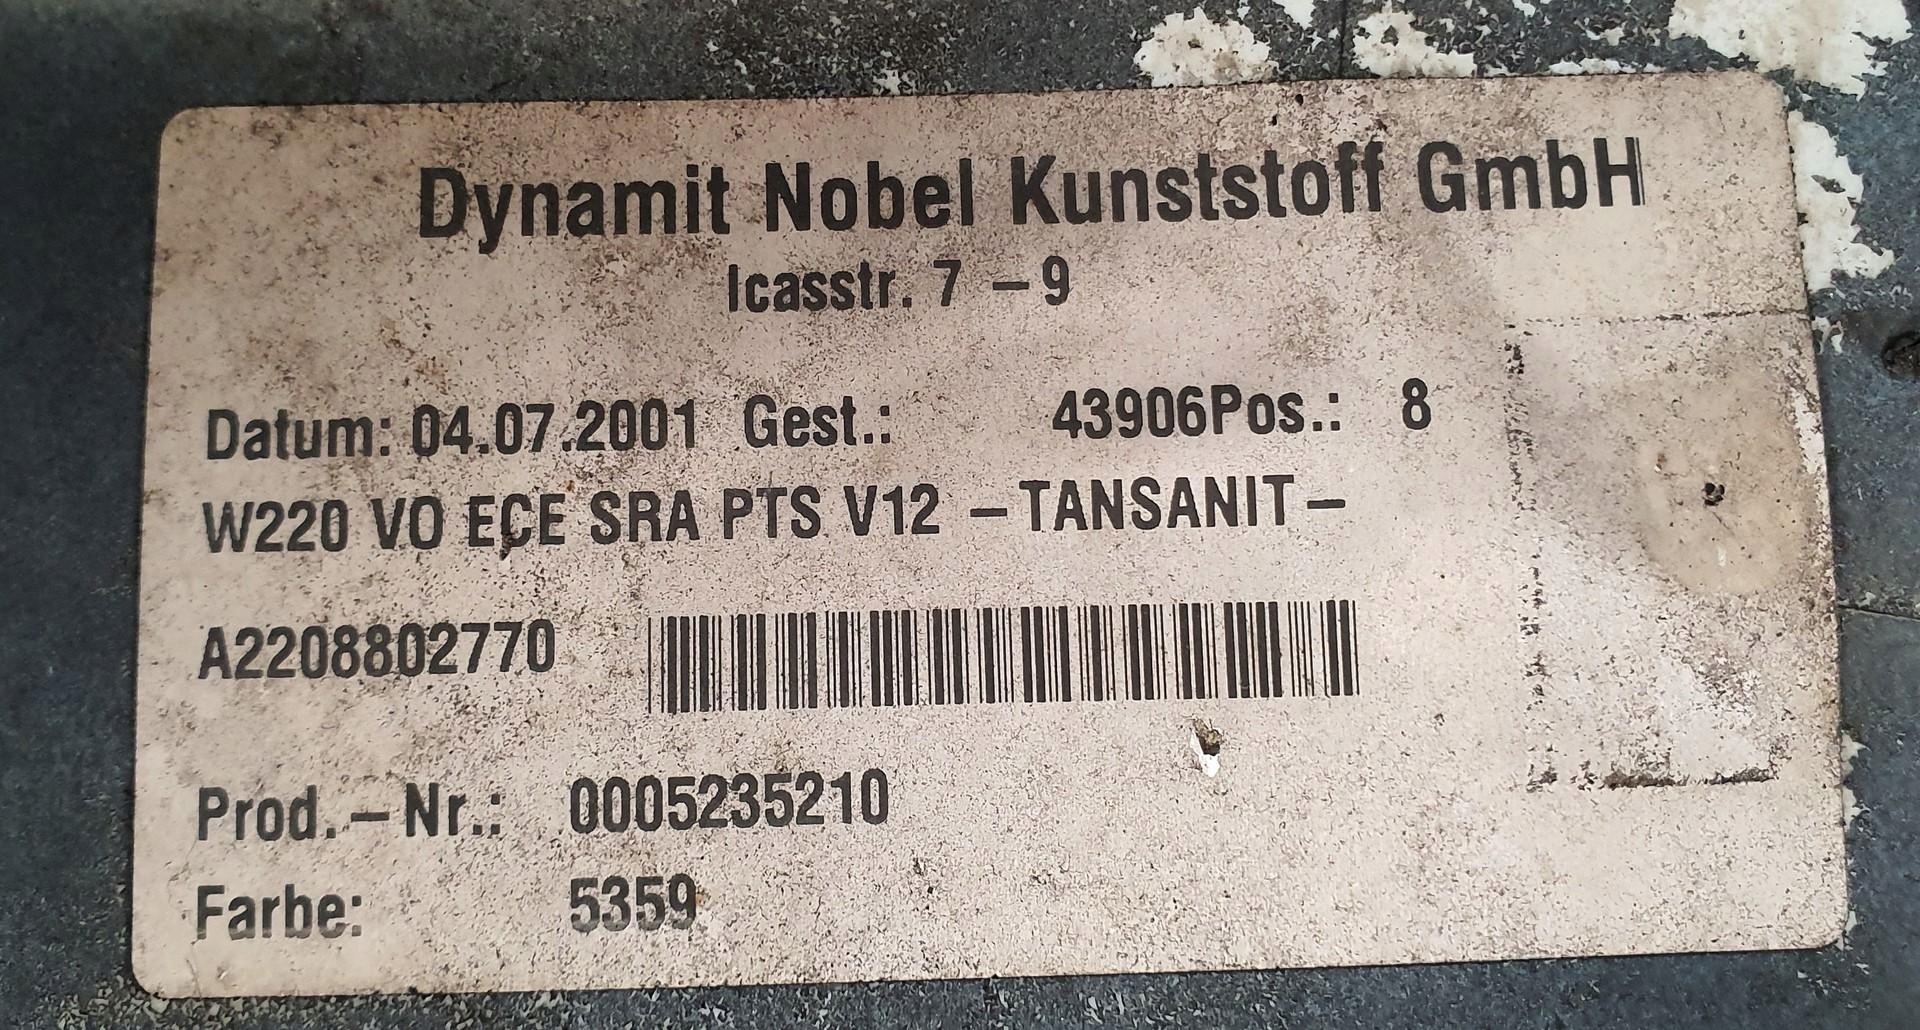 Dynamit Nobel Kunststoff GmbH
Icasstr. 7 – 9
Datum: 04.07.2001 Gest.: 43906Pos.: 8
W220 VO ECE SRA PTS V12 – TANSANIT –
A2208802770
Prod. – Nr.: 0005235210
Farbe: 5359